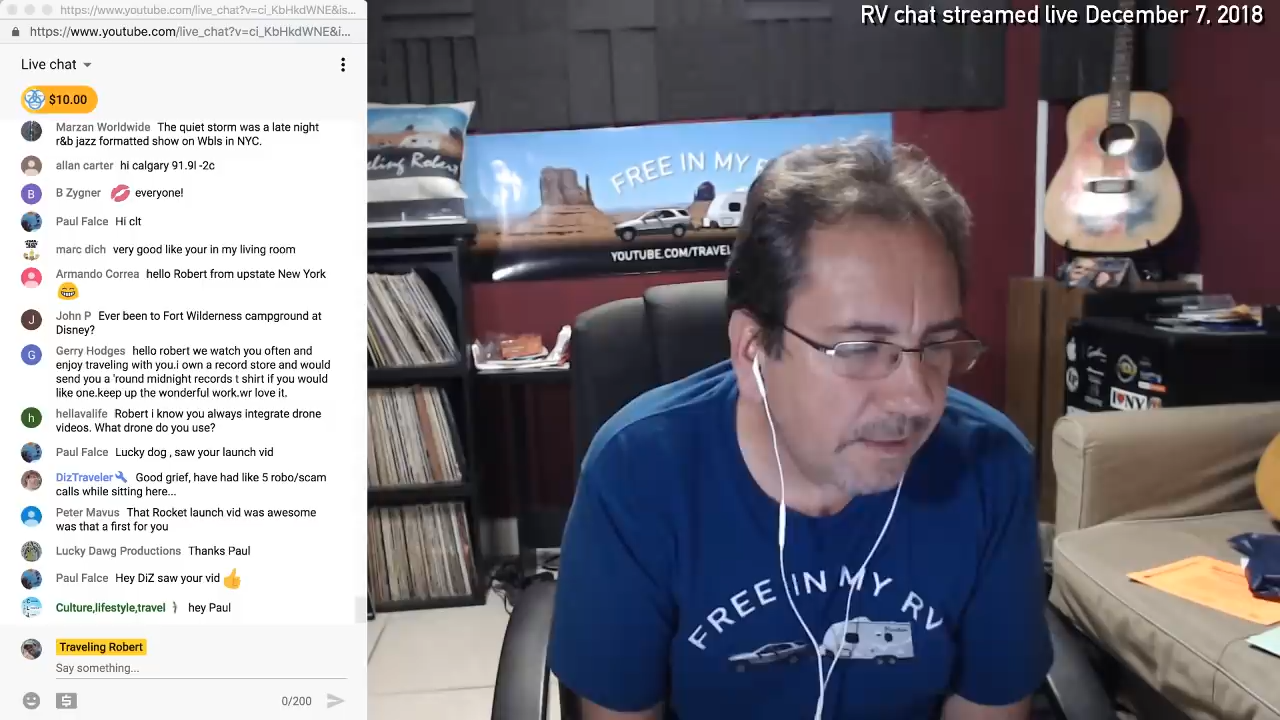 https://www.youtube.com/live_chat?v=ci_KbHkdWNE&is...
https://www.youtube.com/live_chat?v=ci_KbHkdWNE&i...
RV chat streamed live December 7, 2018
Live chat
$10.00
Marzan Worldwide The quiet storm was a late night
r&b jazz formatted show on Wbls in NYC.
allan carter hi calgary 91.9l -2c
B
B Zygner 💋 everyone!
Paul Falce Hi clt
marc dich very good like your in my living room
Armando Correa hello Robert from upstate New York
😁
J
John P Ever been to Fort Wilderness campground at
Disney?
G
Gerry Hodges hello robert we watch you often and
enjoy traveling with you.i own a record store and would
send you a 'round midnight records t shirt if you would
like one.keep up the wonderful work.wr love it.
h
hellavalife Robert i know you always integrate drone
videos. What drone do you use?
Paul Falce Lucky dog , saw your launch vid
DizTraveler Good grief, have had like 5 robo/scam
calls while sitting here...
Peter Mavus That Rocket launch vid was awesome
was that a first for you
Lucky Dawg Productions Thanks Paul
Paul Falce Hey DiZ saw your vid 👍
Culture,lifestyle,travel hey Paul
Traveling Robert
Say something...
0/200
eling Robert
FREE IN MY
YOUTUBE.COM/TRAVEL
FREE IN MY RV
I NY